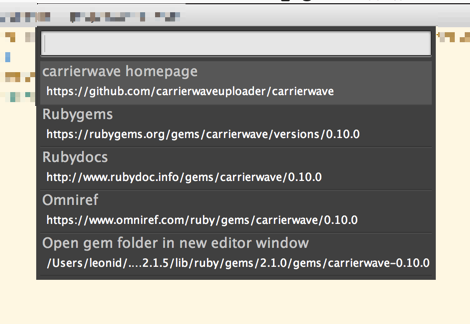 carrierwave homepage
https://github.com/carrierwaveuploader/carrierwave
Rubygems
https://rubygems.org/gems/carrierwave/versions/0.10.0
Rubydocs
http://www.rubydoc.info/gems/carrierwave/0.10.0
Omniref
https://www.omniref.com/ruby/gems/carrierwave/0.10.0
Open gem folder in new editor window
/Users/leonid/....2.1.5/lib/ruby/gems/2.1.0/gems/carrierwave-0.10.0